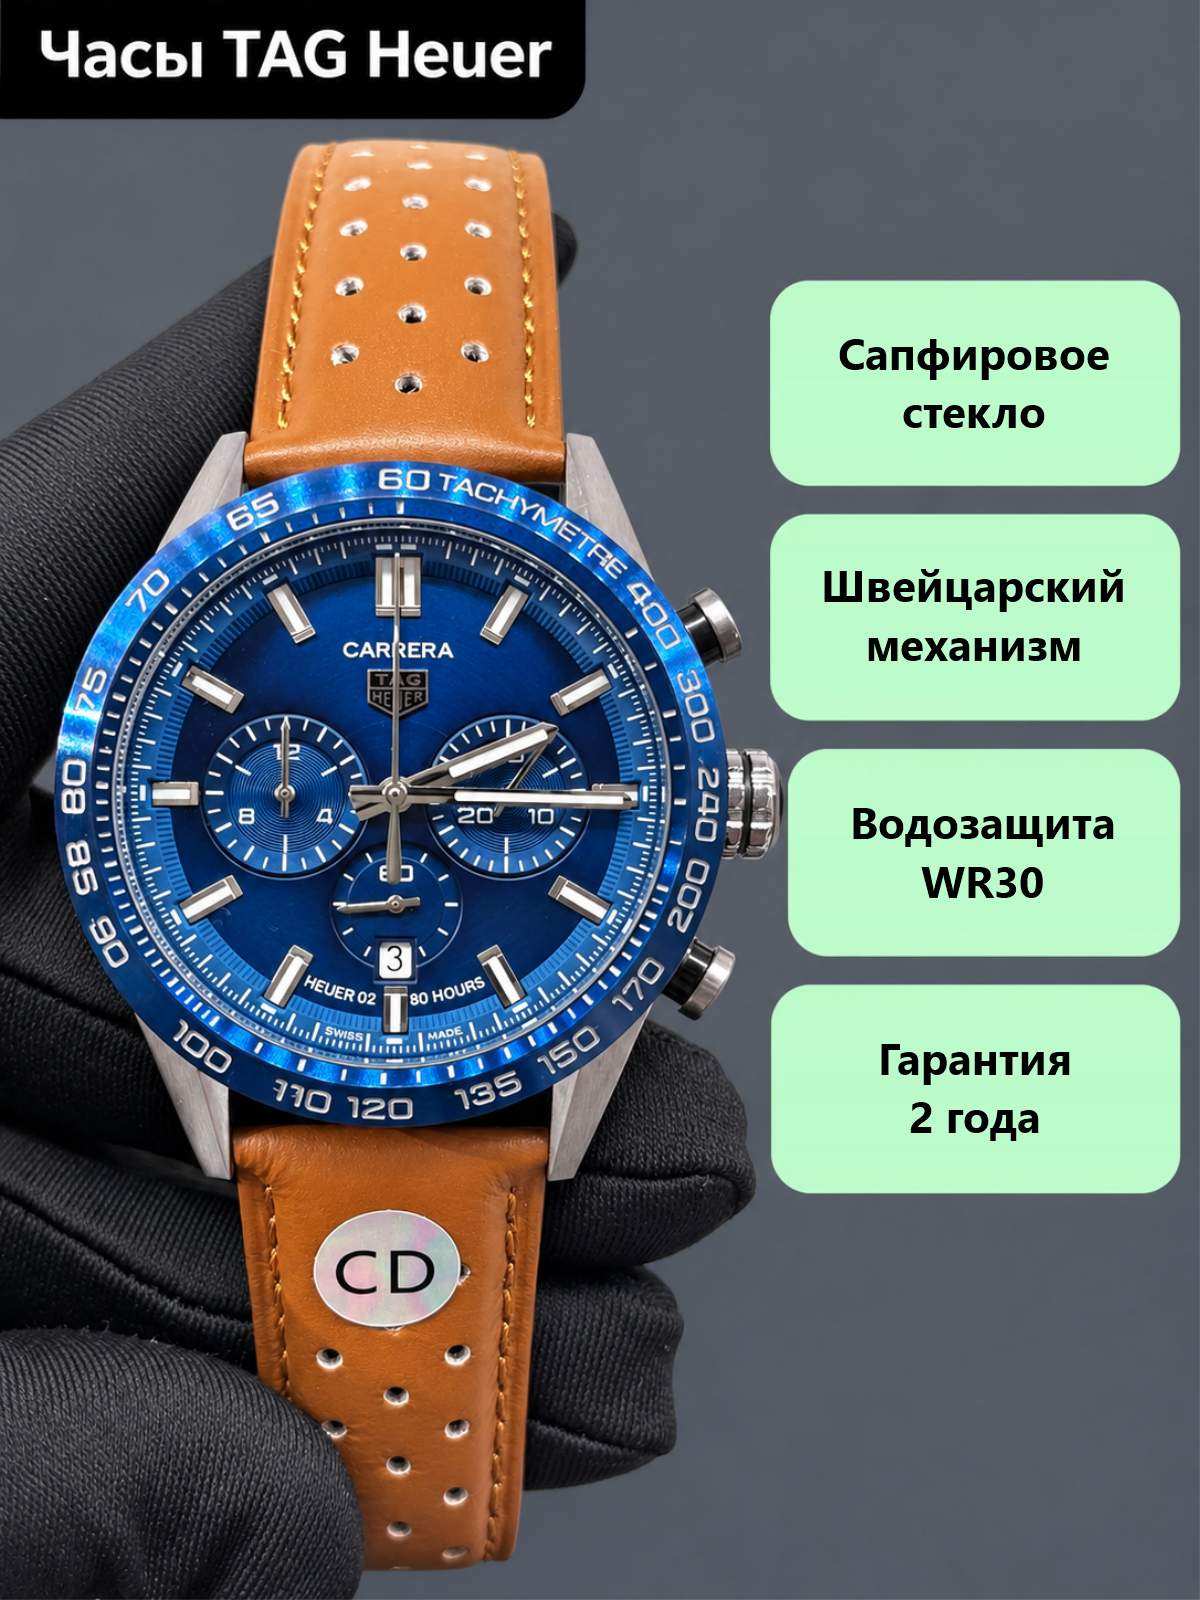 Часы TAG Heuer
Сапфировое
стекло
Швейцарский
механизм
Водозащита
WR30
Гарантия
2 года
60 TACHYMETRE 400 300 240 200 170 150 135 120 110 100 90 85 80 75 70 65
CARRERA
TAG
HEUER
12
8 4
20 10
60
3
HEUER 02 80 HOURS
SWISS MADE
CD